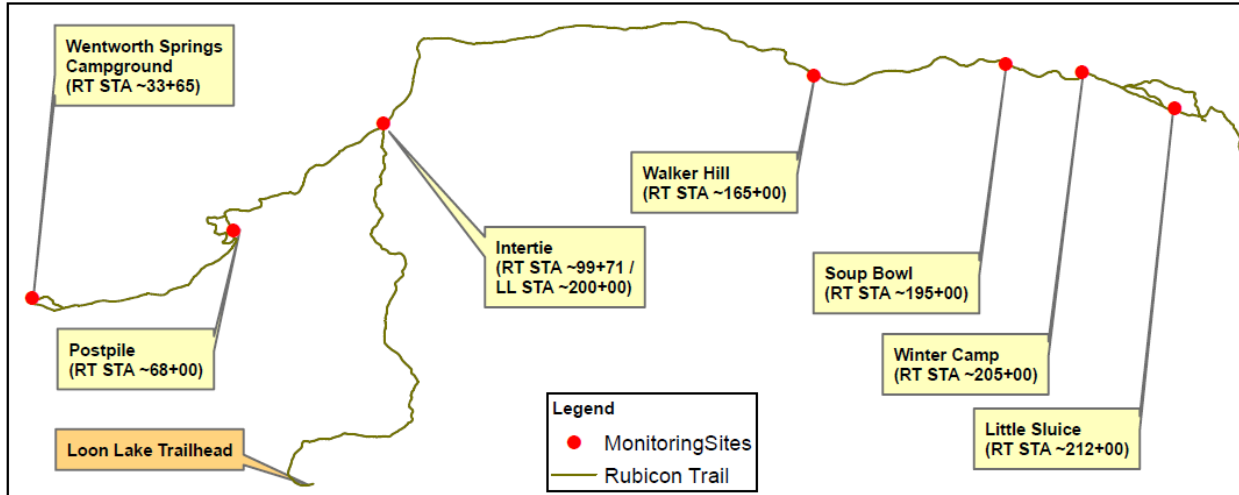 Wentworth Springs
Campground
(RT STA ~33+65)
Walker Hill
(RT STA ~165+00)
Intertie
(RT STA ~99+71 /
LL STA ~200+00)
Soup Bowl
(RT STA ~195+00)
Postpile
(RT STA ~68+00)
Winter Camp
(RT STA ~205+00)
Little Sluice
(RT STA ~212+00)
Loon Lake Trailhead
Legend
MonitoringSites
Rubicon Trail